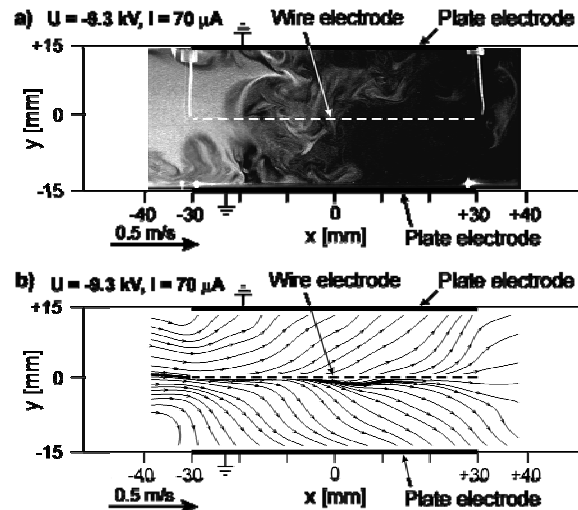 a) U = -9.3 kV, I = 70 μA
Wire electrode
Plate electrode
+15
0
-15
y [mm]
-40 -30 0 +30 +40
x [mm]
0.5 m/s
Plate electrode
b) U = -9.3 kV, I = 70 μA
Wire electrode
Plate electrode
+15
0
-15
y [mm]
-40 -30 0 +30 +40
x [mm]
0.5 m/s
Plate electrode